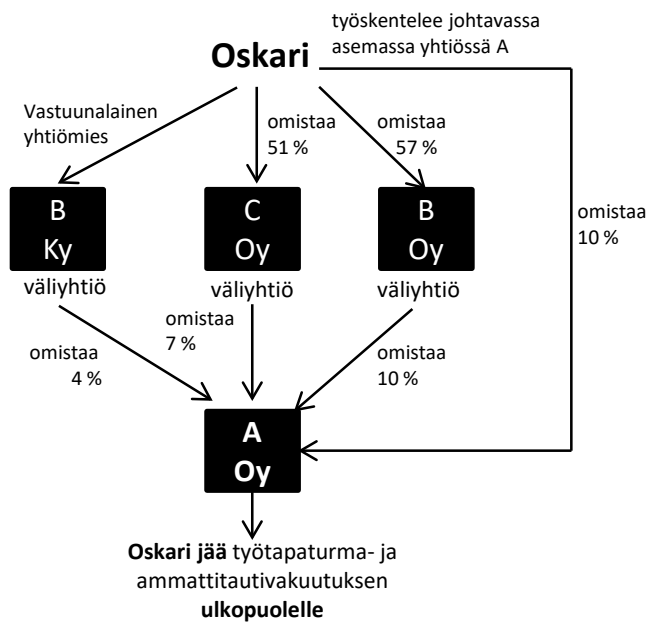 työskentelee johtavassa
asemassa yhtiössä A
Oskari
Vastuunalainen
yhtiömies
omistaa
51 %
omistaa
57 %
omistaa
10 %
B
Ky
C
Oy
B
Oy
väliyhtiö
väliyhtiö
väliyhtiö
omistaa
4 %
omistaa
7 %
omistaa
10 %
A
Oy
Oskari jää työtapaturma- ja
ammattitautivakuutuksen
ulkopuolelle